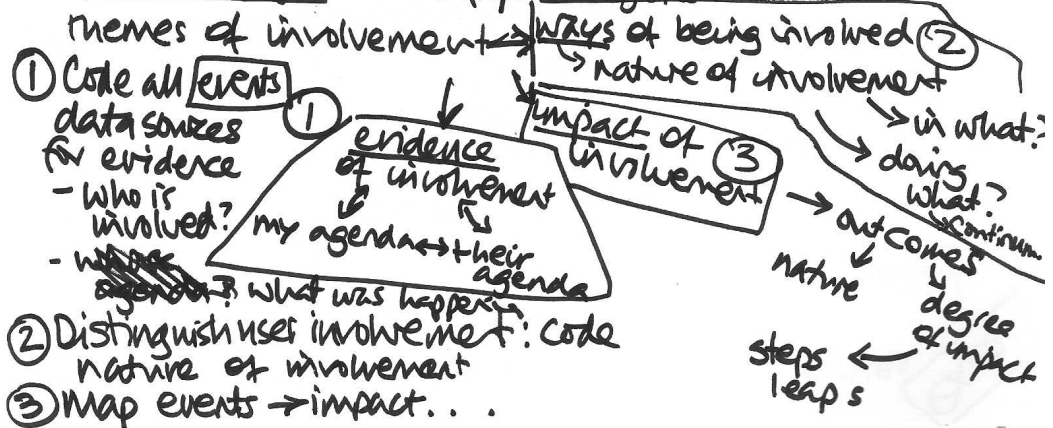 themes of involvement ↔ ways of being involved ②
→ nature of involvement
→ in what?
→ doing what?
→ continuum
① Code all events
data sources
for evidence
- who is
involved?
- what was happen
①
evidence
of involvement
my agenda ↔ their
agenda
impact of
involvement ③
→ outcomes
nature
degree
of impact
steps
leaps
② Distinguish user involvement: code
nature of involvement
③ Map events → impact...